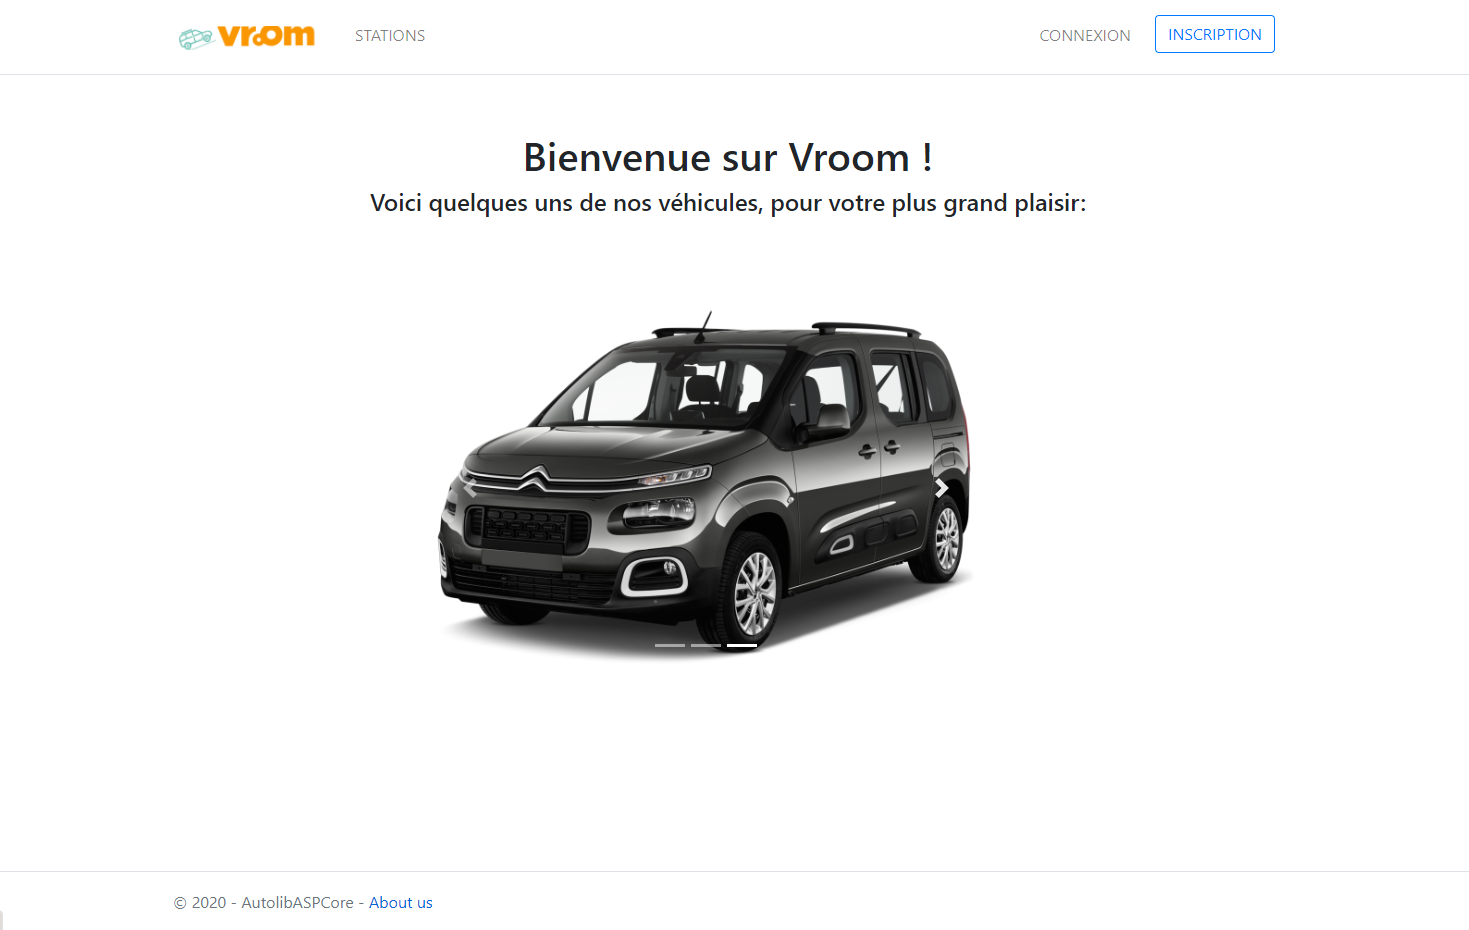 vroom
STATIONS
CONNEXION
INSCRIPTION
Bienvenue sur Vroom !
Voici quelques uns de nos véhicules, pour votre plus grand plaisir:
© 2020 - AutolibASPCore - About us